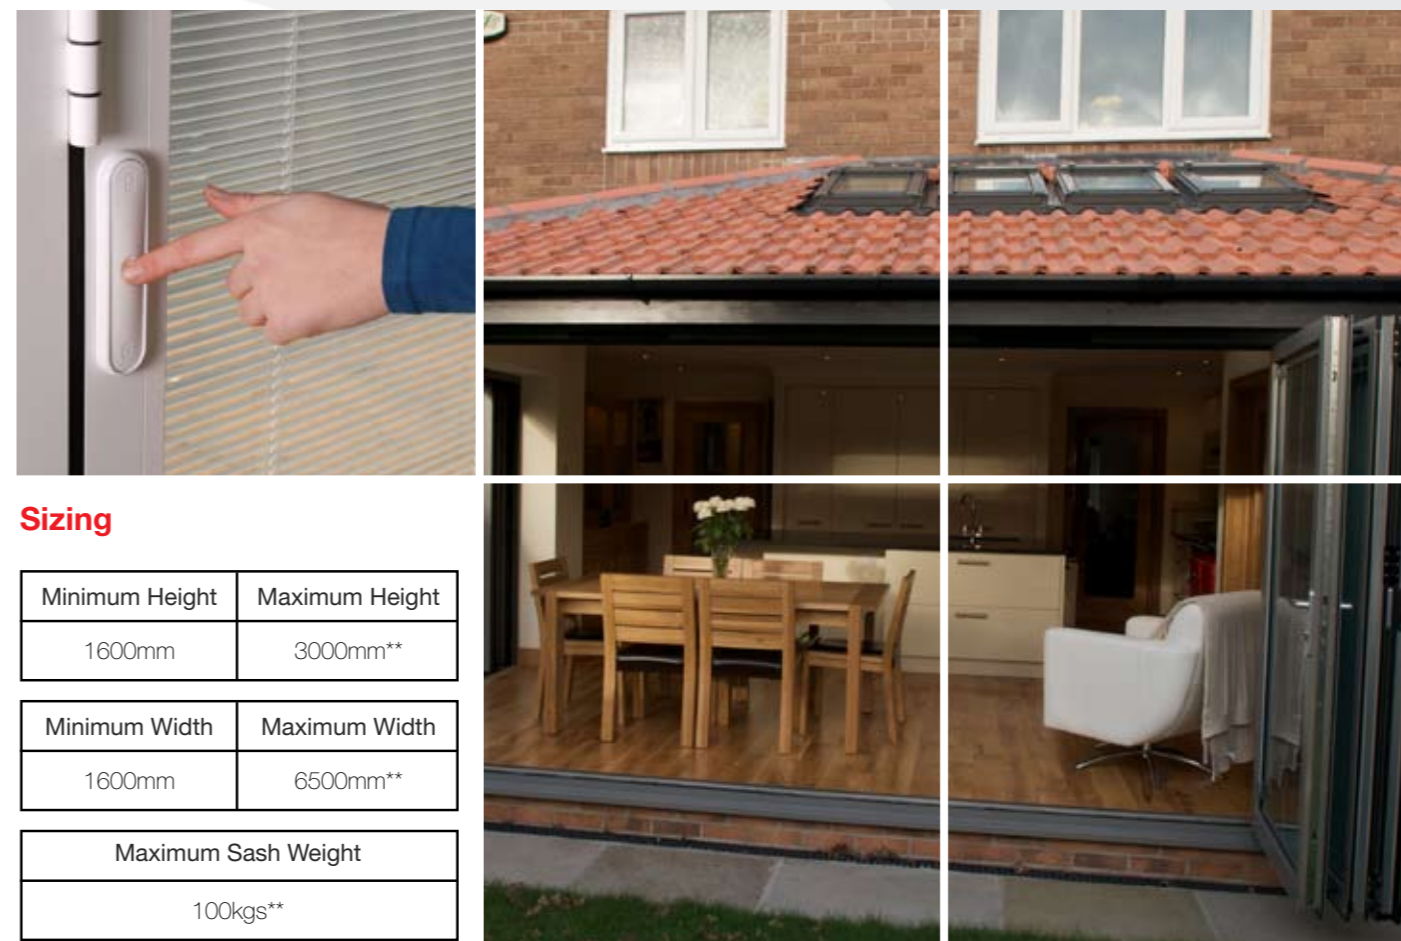 Sizing
Minimum Height Maximum Height
1600mm 3000mm**
Minimum Width Maximum Width
1600mm 6500mm**
Maximum Sash Weight
100kgs**